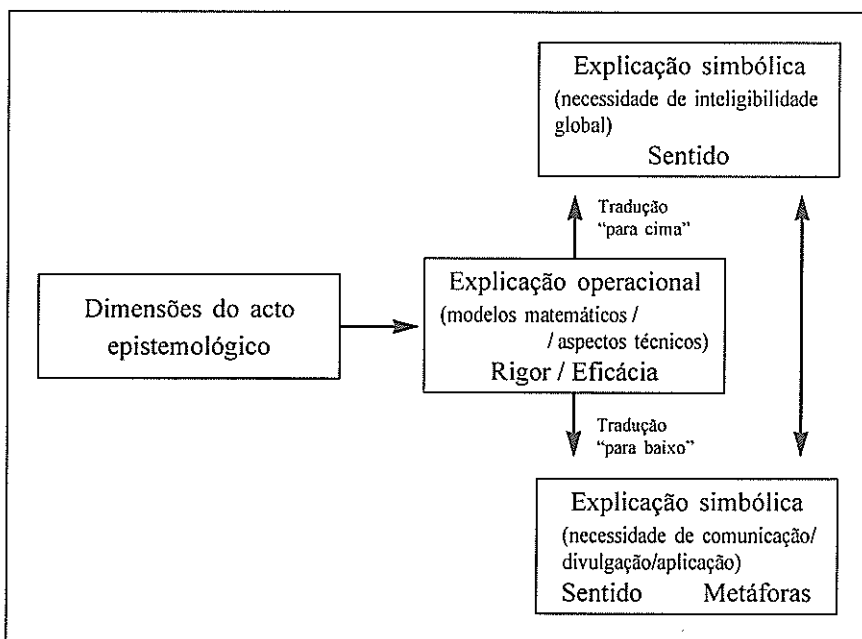 Explicação simbólica
(necessidade de inteligibilidade
global)
Sentido
Tradução
“para cima”
Dimensões do acto
epistemológico
Explicação operacional
(modelos matemáticos /
/ aspectos técnicos)
Rigor / Eficácia
Tradução
“para baixo”
Explicação simbólica
(necessidade de comunicação/
divulgação/aplicação)
Sentido Metáforas